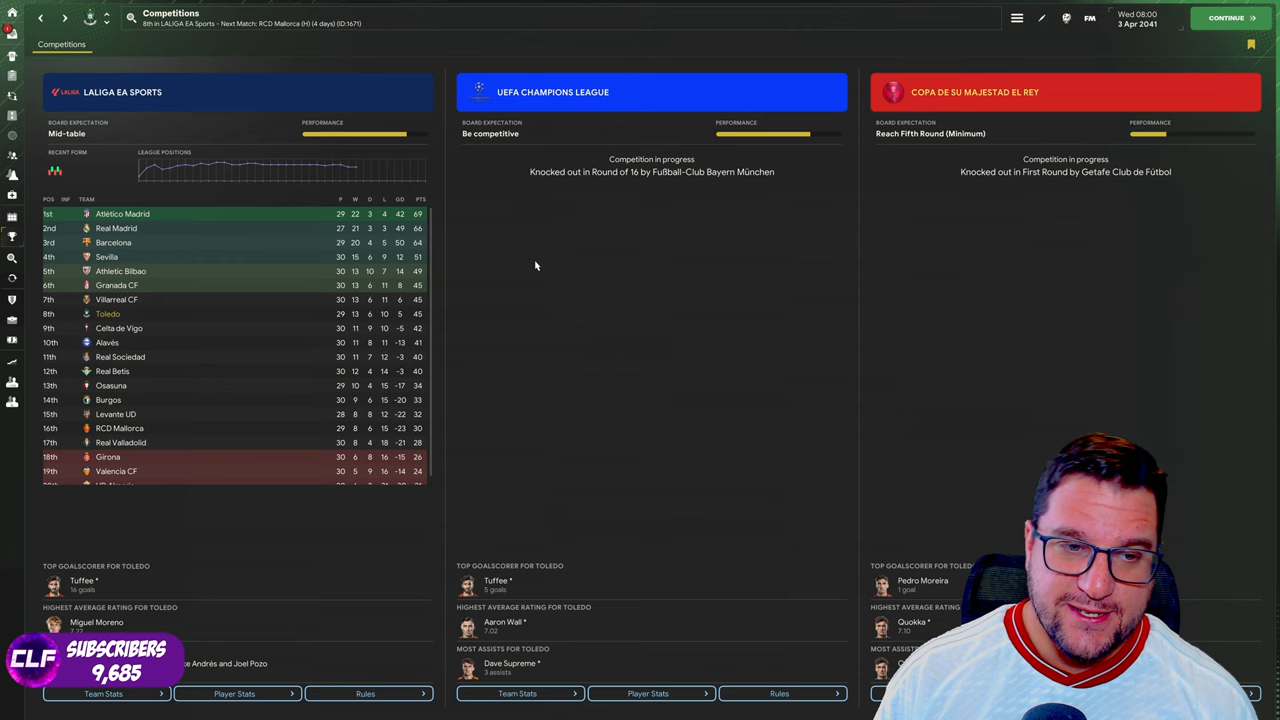 Competitions
8th in LALIGA EA Sports - Next Match: RCD Mallorca (H) (4 days) (ID:1671)
FM
Wed 08:00
3 Apr 2041
CONTINUE
Competitions
LALIGA LALIGA EA SPORTS
BOARD EXPECTATION PERFORMANCE
Mid-table
RECENT FORM LEAGUE POSITIONS
POS INF TEAM P W D L GD PTS
1st Atlético Madrid 29 22 3 4 42 69
2nd Real Madrid 27 21 3 3 49 66
3rd Barcelona 29 20 4 5 50 64
4th Sevilla 30 15 6 9 12 51
5th Athletic Bilbao 30 13 10 7 14 49
6th Granada CF 30 13 6 11 8 45
7th Villarreal CF 30 13 6 11 6 45
8th Toledo 29 13 6 10 5 45
9th Celta de Vigo 30 11 9 10 -5 42
10th Alavés 30 11 8 11 -13 41
11th Real Sociedad 30 11 7 12 -3 40
12th Real Betis 30 12 4 14 -3 40
13th Osasuna 29 10 4 15 -17 34
14th Burgos 30 9 6 15 -20 33
15th Levante UD 28 8 8 12 -22 32
16th RCD Mallorca 29 8 6 15 -23 30
17th Real Valladolid 30 8 4 18 -21 28
18th Girona 30 6 8 16 -15 26
19th Valencia CF 30 5 9 16 -14 24
TOP GOALSCORER FOR TOLEDO
Tuffee *
16 goals
HIGHEST AVERAGE RATING FOR TOLEDO
Miguel Moreno
7.22
Andrés and Joel Pozo
Team Stats
Player Stats
Rules
CLF SUBSCRIBERS
9,685
UEFA CHAMPIONS LEAGUE
BOARD EXPECTATION PERFORMANCE
Be competitive
Competition in progress
Knocked out in Round of 16 by Fußball-Club Bayern München
TOP GOALSCORER FOR TOLEDO
Tuffee *
5 goals
HIGHEST AVERAGE RATING FOR TOLEDO
Aaron Wall *
7.02
MOST ASSISTS FOR TOLEDO
Dave Supreme *
3 assists
Team Stats
Player Stats
Rules
COPA DE SU MAJESTAD EL REY
BOARD EXPECTATION PERFORMANCE
Reach Fifth Round (Minimum)
Competition in progress
Knocked out in First Round by Getafe Club de Fútbol
TOP GOALSCORER FOR TOLEDO
Pedro Moreira
1 goal
HIGHEST AVERAGE RATING
Quokka *
7.10
MOST ASSISTS FOR